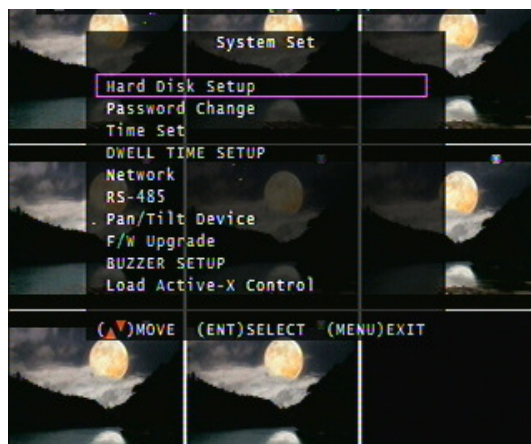 System Set
Hard Disk Setup
Password Change
Time Set
DWELL TIME SETUP
Network
RS-485
Pan/Tilt Device
F/W Upgrade
BUZZER SETUP
Load Active-X Control
(▲▼)MOVE (ENT)SELECT (MENU)EXIT